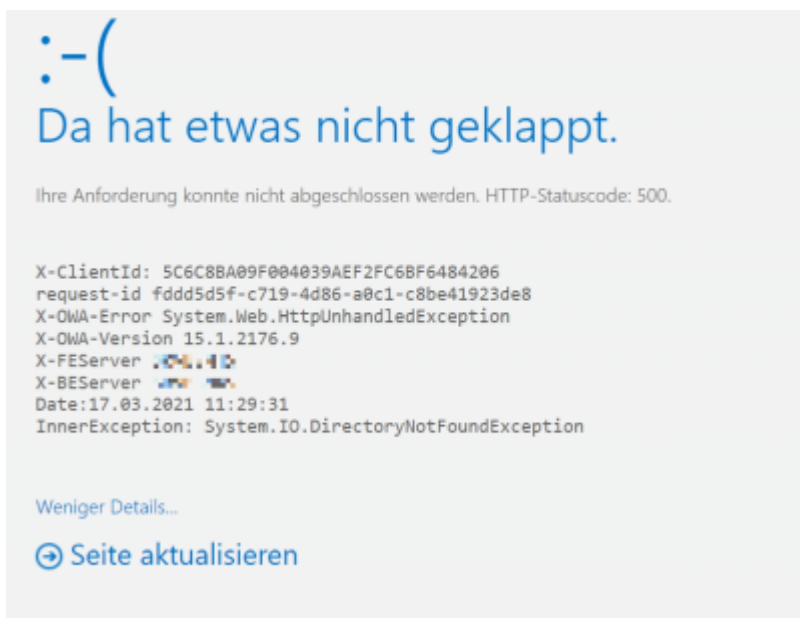 :-(
Da hat etwas nicht geklappt.
Ihre Anforderung konnte nicht abgeschlossen werden. HTTP-Statuscode: 500.
X-ClientId: 5C6C8BA09F004039AEF2FC6BF6484206
request-id fddd5d5f-c719-4d86-a0c1-c8be41923de8
X-OWA-Error System.Web.HttpUnhandledException
X-OWA-Version 15.1.2176.9
X-FEServer
X-BEServer
Date:17.03.2021 11:29:31
InnerException: System.IO.DirectoryNotFoundException
Weniger Details...
Seite aktualisieren